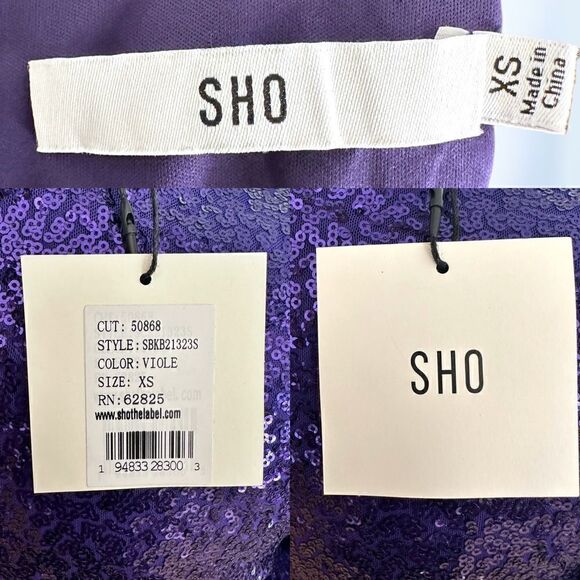 SHO
XS
Made in
China
CUT: 50868
STYLE: SBKB21323S
COLOR: VIOLE
SIZE: XS
RN: 62825
www.shothelabel.com
1 94833 28300 3
SHO